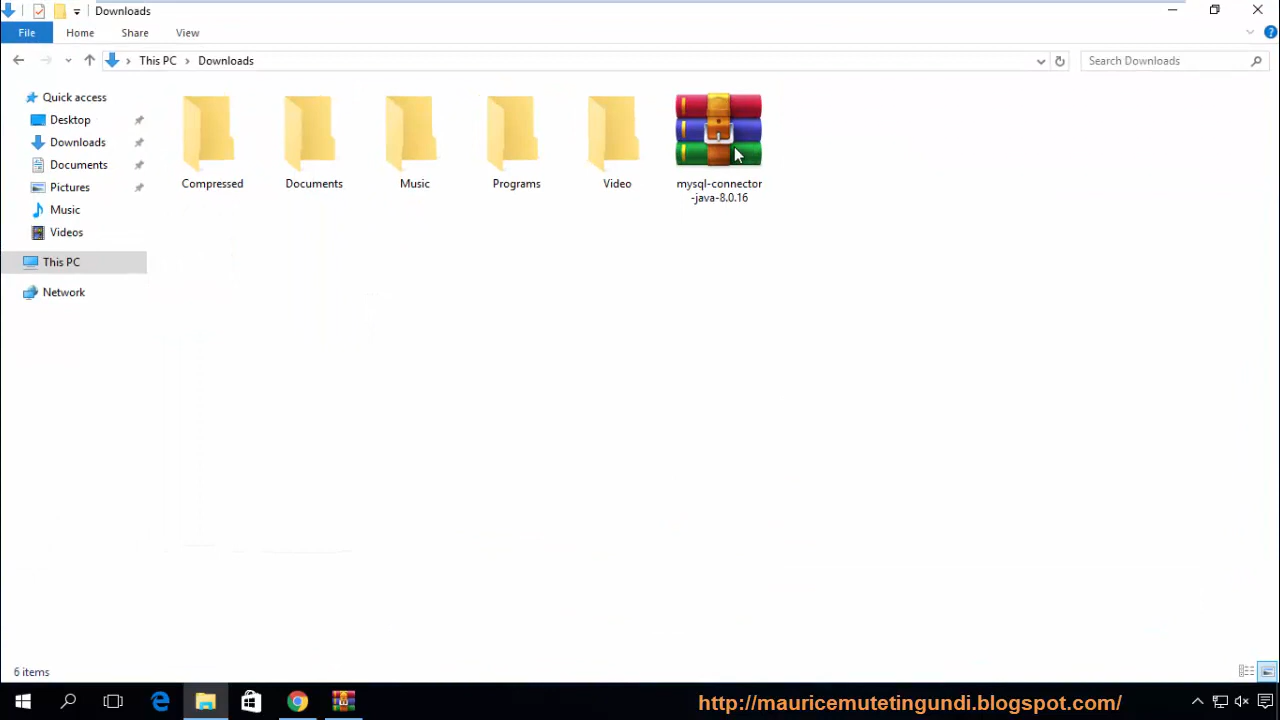 Downloads
File Home Share View
This PC Downloads Search Downloads
Quick access
Desktop
Downloads
Documents
Pictures
Music
Videos
This PC
Network
Compressed
Documents
Music
Programs
Video
mysql-connector
-java-8.0.16
6 items
http://mauricemutetingundi.blogspot.com/